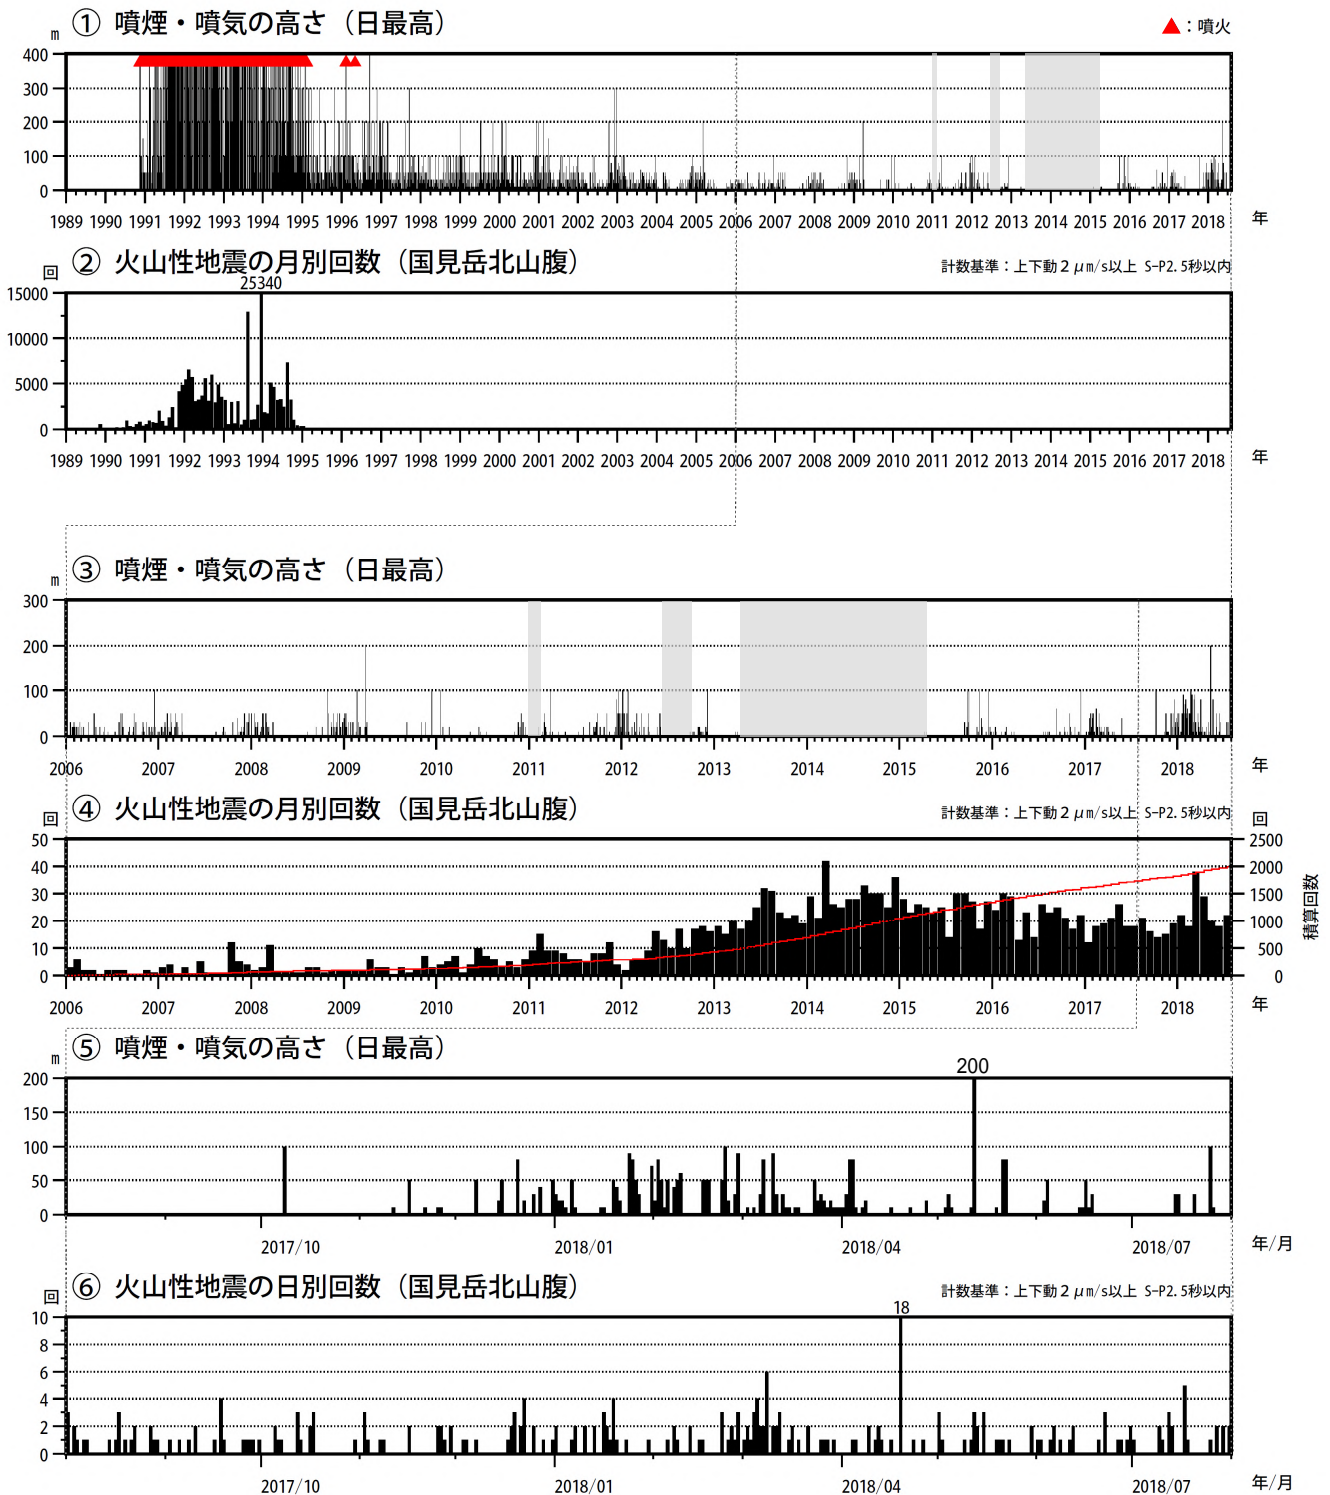 ① 噴煙・噴気の高さ（日最高）
▲：噴火
m
400
300
200
100
0
1989 1990 1991 1992 1993 1994 1995 1996 1997 1998 1999 2000 2001 2002 2003 2004 2005 2006 2007 2008 2009 2010 2011 2012 2013 2014 2015 2016 2017 2018 年
② 火山性地震の月別回数（国見岳北山腹）
計数基準：上下動２μm/s以上 S-P2.5秒以内
回
25340
15000
10000
5000
0
1989 1990 1991 1992 1993 1994 1995 1996 1997 1998 1999 2000 2001 2002 2003 2004 2005 2006 2007 2008 2009 2010 2011 2012 2013 2014 2015 2016 2017 2018 年
③ 噴煙・噴気の高さ（日最高）
m
300
200
100
0
2006 2007 2008 2009 2010 2011 2012 2013 2014 2015 2016 2017 2018 年
④ 火山性地震の月別回数（国見岳北山腹）
計数基準：上下動２μm/s以上 S-P2.5秒以内
回 回
50 2500
40 2000
30 1500
20 1000
10 500
0 0
積算回数
2006 2007 2008 2009 2010 2011 2012 2013 2014 2015 2016 2017 2018 年
⑤ 噴煙・噴気の高さ（日最高）
m
200
200
150
100
50
0
2017/10 2018/01 2018/04 2018/07 年/月
⑥ 火山性地震の日別回数（国見岳北山腹）
計数基準：上下動２μm/s以上 S-P2.5秒以内
回
18
10
8
6
4
2
0
2017/10 2018/01 2018/04 2018/07 年/月